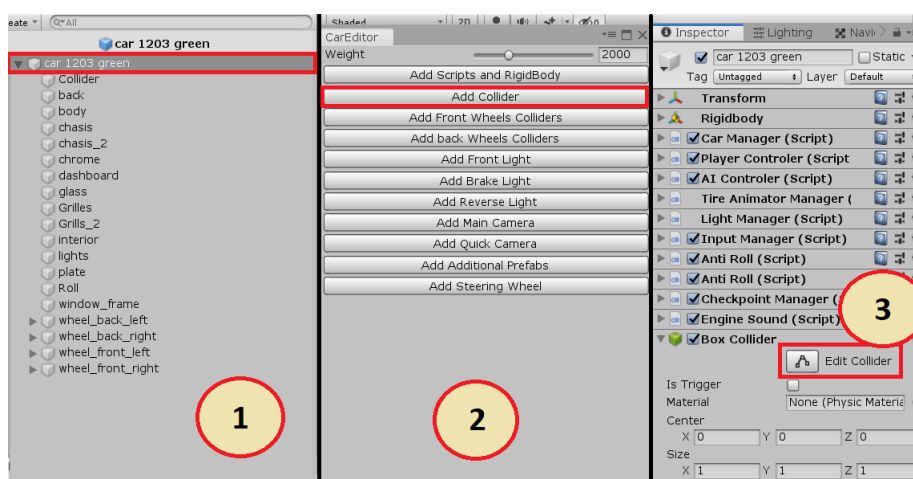 eate
All
car 1203 green
car 1203 green
Collider
back
body
chasis
chasis_2
chrome
dashboard
glass
Grilles
Grills_2
interior
lights
plate
Roll
window_frame
wheel_back_left
wheel_back_right
wheel_front_left
wheel_front_right
1
Shaded
2D
CarEditor
Weight 2000
Add Scripts and RigidBody
Add Collider
Add Front Wheels Colliders
Add back Wheels Colliders
Add Front Light
Add Brake Light
Add Reverse Light
Add Main Camera
Add Quick Camera
Add Additional Prefabs
Add Steering Wheel
2
Inspector Lighting Navi
car 1203 green Static
Tag Untagged Layer Default
Transform
Rigidbody
Car Manager (Script)
Player Controler (Script
AI Controler (Script)
Tire Animator Manager (
Light Manager (Script)
Input Manager (Script)
Anti Roll (Script)
Anti Roll (Script)
Checkpoint Manager (
Engine Sound (Script)
3
Box Collider
Edit Collider
Is Trigger
Material None (Physic Materia
Center
X 0 Y 0 Z 0
Size
X 1 Y 1 Z 1